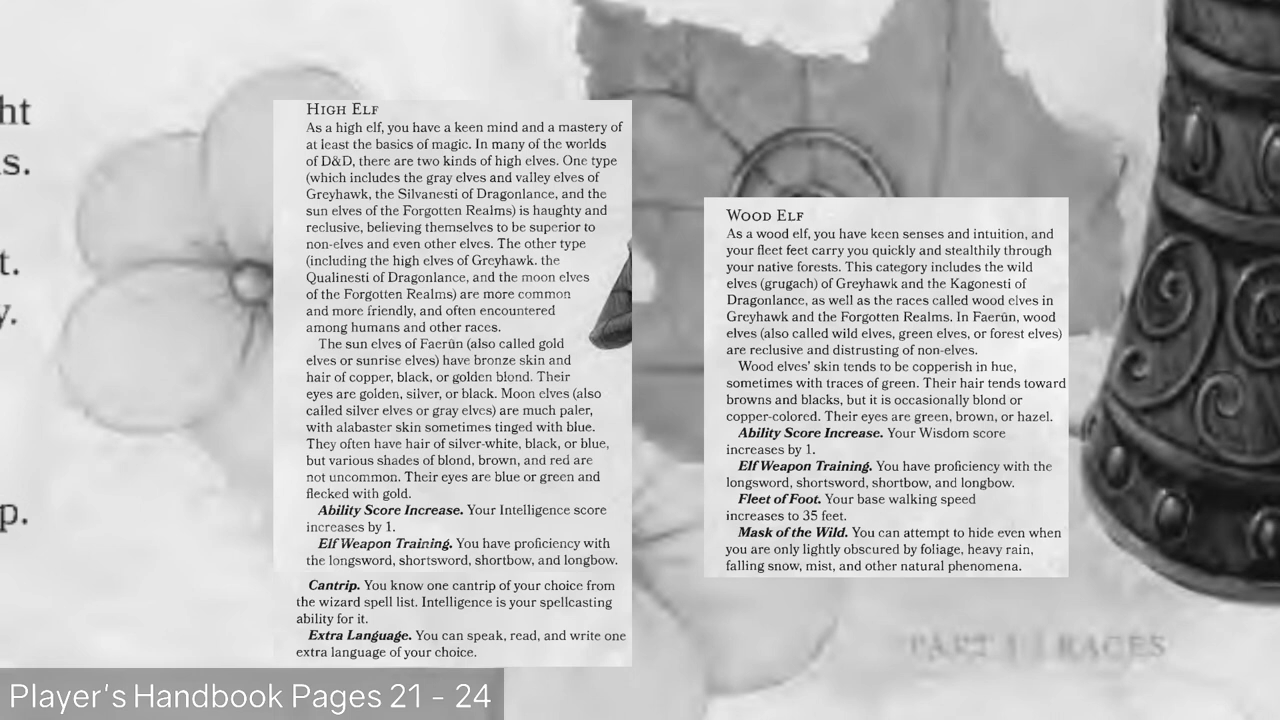 ht
s.
t.
y.
p.
HIGH ELF
As a high elf, you have a keen mind and a mastery of
at least the basics of magic. In many of the worlds
of D&D, there are two kinds of high elves. One type
(which includes the gray elves and valley elves of
Greyhawk, the Silvanesti of Dragonlance, and the
sun elves of the Forgotten Realms) is haughty and
reclusive, believing themselves to be superior to
non-elves and even other elves. The other type
(including the high elves of Greyhawk. the
Qualinesti of Dragonlance, and the moon elves
of the Forgotten Realms) are more common
and more friendly, and often encountered
among humans and other races.
The sun elves of Faerûn (also called gold
elves or sunrise elves) have bronze skin and
hair of copper, black, or golden blond. Their
eyes are golden, silver, or black. Moon elves (also
called silver elves or gray elves) are much paler,
with alabaster skin sometimes tinged with blue.
They often have hair of silver-white, black, or blue,
but various shades of blond, brown, and red are
not uncommon. Their eyes are blue or green and
flecked with gold.
Ability Score Increase. Your Intelligence score
increases by 1.
Elf Weapon Training. You have proficiency with
the longsword, shortsword, shortbow, and longbow.
Cantrip. You know one cantrip of your choice from
the wizard spell list. Intelligence is your spellcasting
ability for it.
Extra Language. You can speak, read, and write one
extra language of your choice.
WOOD ELF
As a wood elf, you have keen senses and intuition, and
your fleet feet carry you quickly and stealthily through
your native forests. This category includes the wild
elves (grugach) of Greyhawk and the Kagonesti of
Dragonlance, as well as the races called wood elves in
Greyhawk and the Forgotten Realms. In Faerûn, wood
elves (also called wild elves, green elves, or forest elves)
are reclusive and distrusting of non-elves.
Wood elves' skin tends to be copperish in hue,
sometimes with traces of green. Their hair tends toward
browns and blacks, but it is occasionally blond or
copper-colored. Their eyes are green, brown, or hazel.
Ability Score Increase. Your Wisdom score
increases by 1.
Elf Weapon Training. You have proficiency with the
longsword, shortsword, shortbow, and longbow.
Fleet of Foot. Your base walking speed
increases to 35 feet.
Mask of the Wild. You can attempt to hide even when
you are only lightly obscured by foliage, heavy rain,
falling snow, mist, and other natural phenomena.
PART 1 | RACES
Player's Handbook Pages 21 - 24